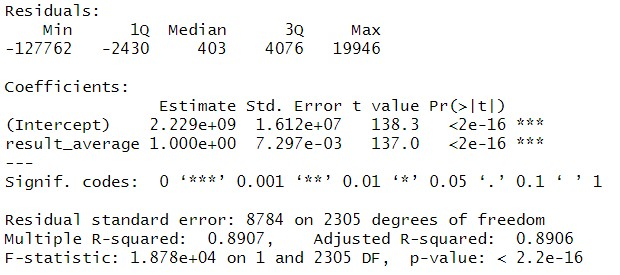 Residuals:
    Min      1Q  Median      3Q     Max
-127762   -2430     403    4076   19946

Coefficients:
                Estimate Std. Error t value Pr(>|t|)
(Intercept)    2.229e+09  1.612e+07   138.3   <2e-16 ***
result_average 1.000e+00  7.297e-03   137.0   <2e-16 ***
---
Signif. codes:  0 ‘***’ 0.001 ‘**’ 0.01 ‘*’ 0.05 ‘.’ 0.1 ‘ ’ 1

Residual standard error: 8784 on 2305 degrees of freedom
Multiple R-squared:  0.8907,    Adjusted R-squared:  0.8906
F-statistic: 1.878e+04 on 1 and 2305 DF,  p-value: < 2.2e-16